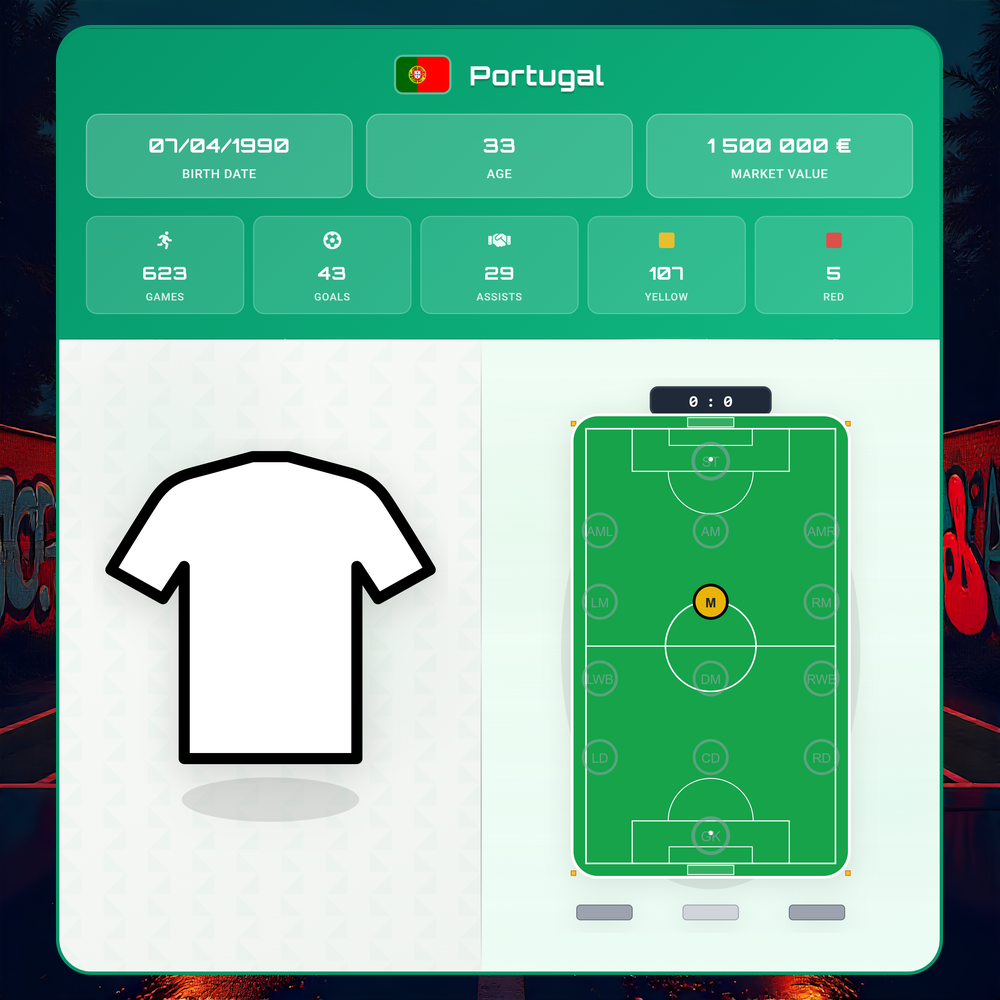 Portugal
07/04/1990
BIRTH DATE
33
AGE
1 500 000 €
MARKET VALUE
623
GAMES
43
GOALS
29
ASSISTS
107
YELLOW
5
RED
0 : 0
ST
AML
AM
AMR
LM
M
RM
LWB
DM
RWB
LD
CD
RD
GK